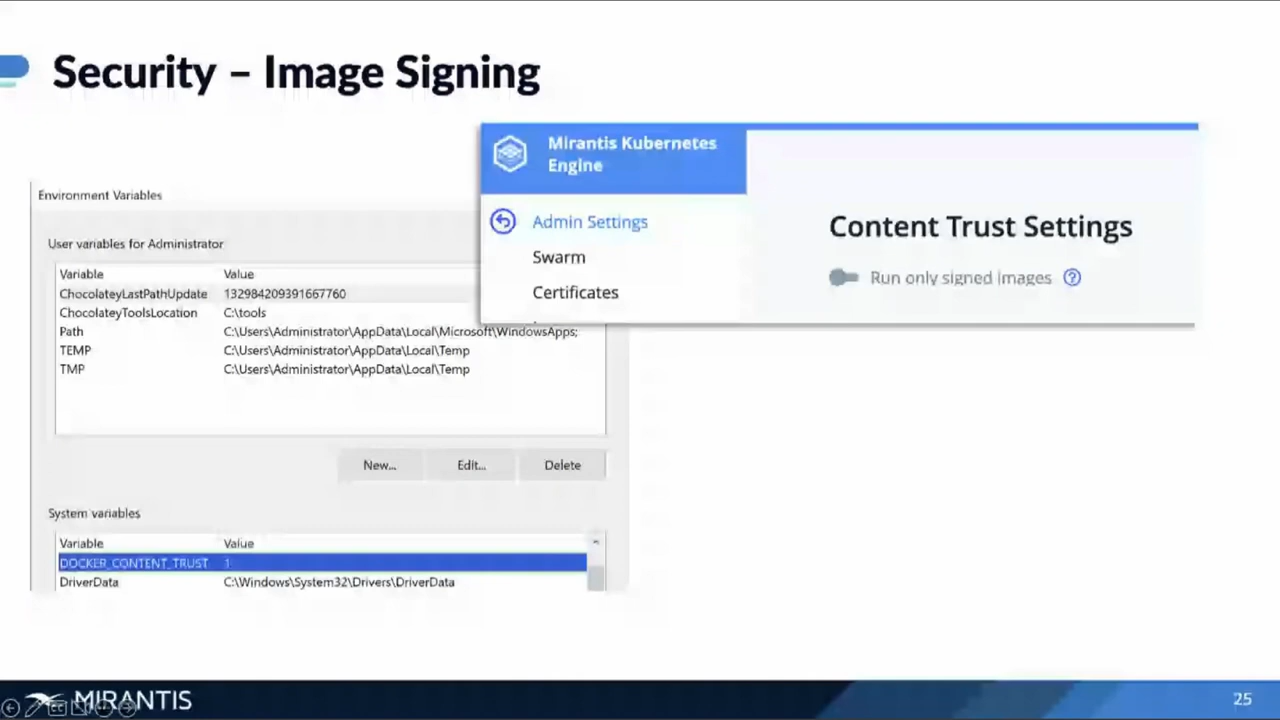 Security – Image Signing
Mirantis Kubernetes
Engine
Admin Settings
Swarm
Certificates
Content Trust Settings
Run only signed images ?
Environment Variables
User variables for Administrator
Variable Value
ChocolateyLastPathUpdate 132984209391667760
ChocolateyToolsLocation C:\tools
Path C:\Users\Administrator\AppData\Local\Microsoft\WindowsApps;
TEMP C:\Users\Administrator\AppData\Local\Temp
TMP C:\Users\Administrator\AppData\Local\Temp
New... Edit... Delete
System variables
Variable Value
DOCKER_CONTENT_TRUST 1
DriverData C:\Windows\System32\Drivers\DriverData
MIRANTIS
25